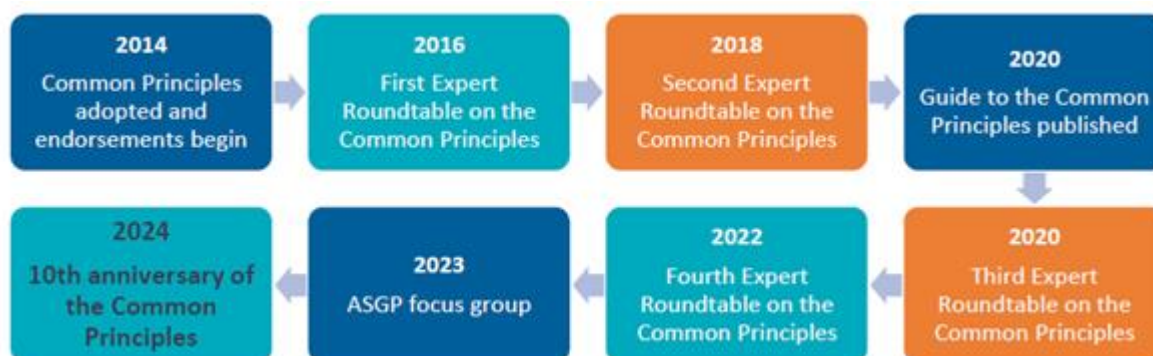 2014
Common Principles
adopted and
endorsements begin
2016
First Expert
Roundtable on the
Common Principles
2018
Second Expert
Roundtable on the
Common Principles
2020
Guide to the Common
Principles published
2020
Third Expert
Roundtable on the
Common Principles
2022
Fourth Expert
Roundtable on the
Common Principles
2023
ASGP focus group
2024
10th anniversary of
the Common
Principles